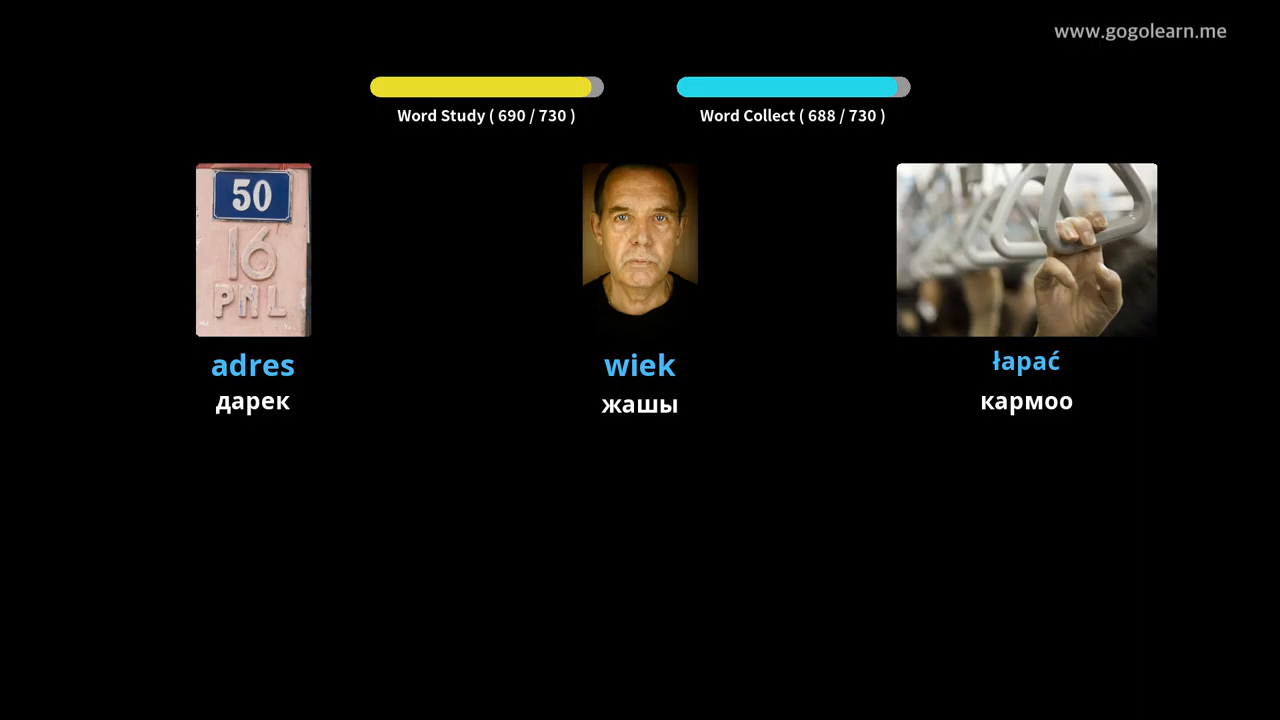 www.gogolearn.me
Word Study ( 690 / 730 )
Word Collect ( 688 / 730 )
50
16
PNL
adres
wiek
łapać
дарек
жашы
кармоо